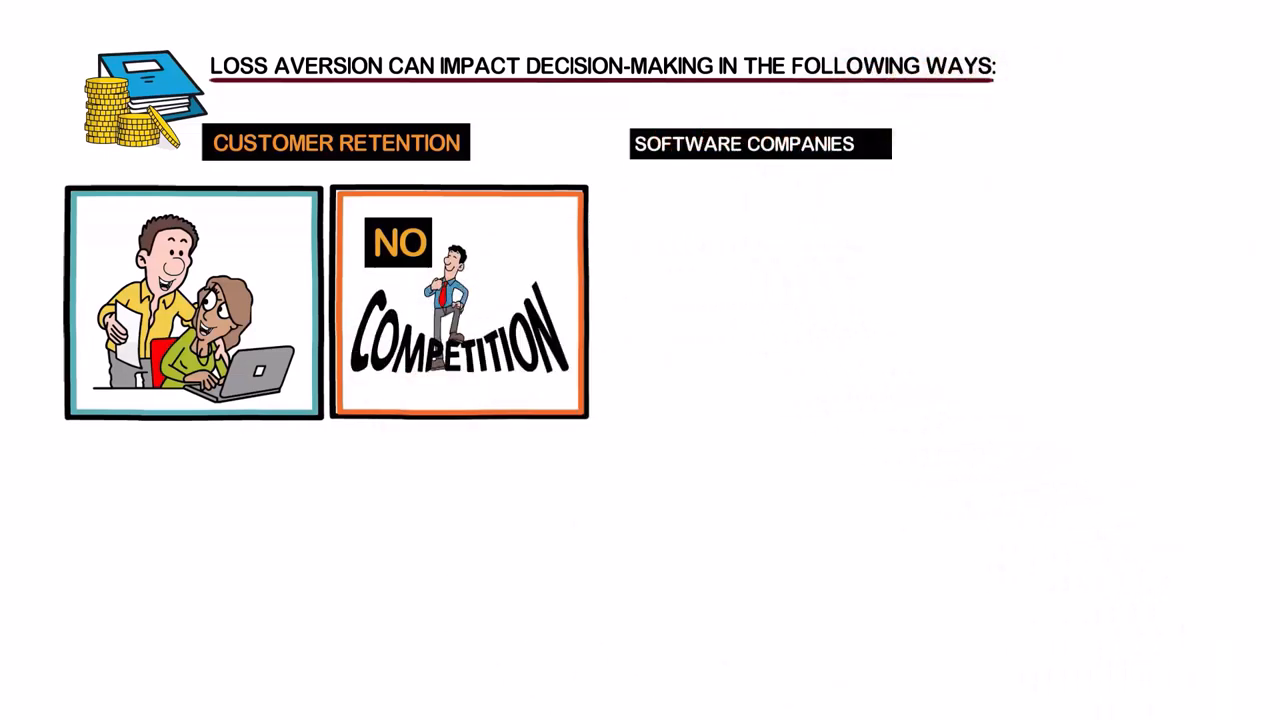 LOSS AVERSION CAN IMPACT DECISION-MAKING IN THE FOLLOWING WAYS:
CUSTOMER RETENTION
SOFTWARE COMPANIES
NO
COMPETITION